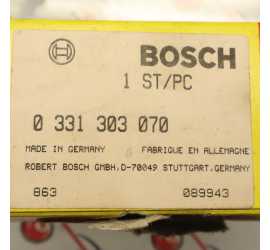 BOSCH
1 ST/PC
0 331 303 070
MADE IN GERMANY FABRIQUE EN ALLEMAGNE
ROBERT BOSCH GMBH,D-70049 STUTTGART.GERMANY
863 089943